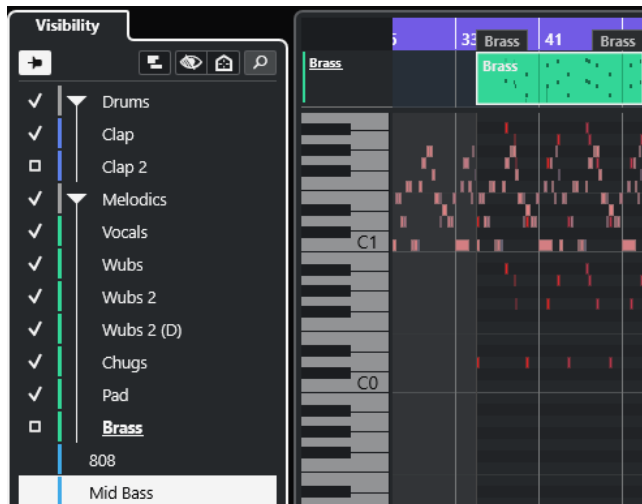 Visibility
Drums
Clap
Clap 2
Melodics
Vocals
Wubs
Wubs 2
Wubs 2 (D)
Chugs
Pad
Brass
808
Mid Bass
33 Brass 41 Brass
Brass
Brass
C1
C0